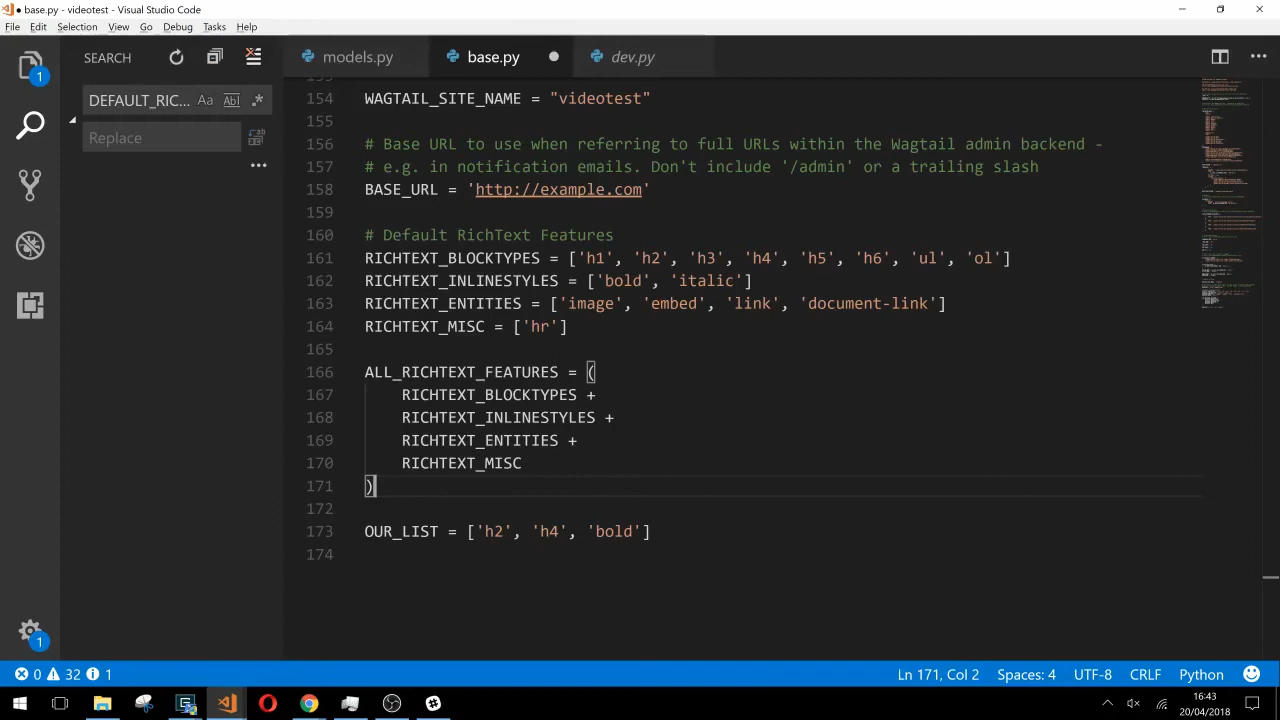 base.py - videotest - Visual Studio Code
File Edit Selection View Go Debug Tasks Help
SEARCH
models.py
base.py
dev.py
1
DEFAULT_RIC...
Aa
Abl
.*
Replace
154 WAGTAIL_SITE_NAME = "videotest"
155
156 # Base URL to use when referring to full URLs within the Wagtail admin backend -
157 # e.g. in notification emails. Don't include '/admin' or a trailing slash
158 BASE_URL = 'http://example.com'
159
160 # Default RichText Features
161 RICHTEXT_BLOCKTYPES = ['h1', 'h2', 'h3', 'h4', 'h5', 'h6', 'ul', 'ol']
162 RICHTEXT_INLINESTYLES = ['bold', 'italic']
163 RICHTEXT_ENTITIES = ['image', 'embed', 'link', 'document-link']
164 RICHTEXT_MISC = ['hr']
165
166 ALL_RICHTEXT_FEATURES = (
167 RICHTEXT_BLOCKTYPES +
168 RICHTEXT_INLINESTYLES +
169 RICHTEXT_ENTITIES +
170 RICHTEXT_MISC
171 )
172
173 OUR_LIST = ['h2', 'h4', 'bold']
174
1
0 32 1
Ln 171, Col 2 Spaces: 4 UTF-8 CRLF Python
16:43
20/04/2018